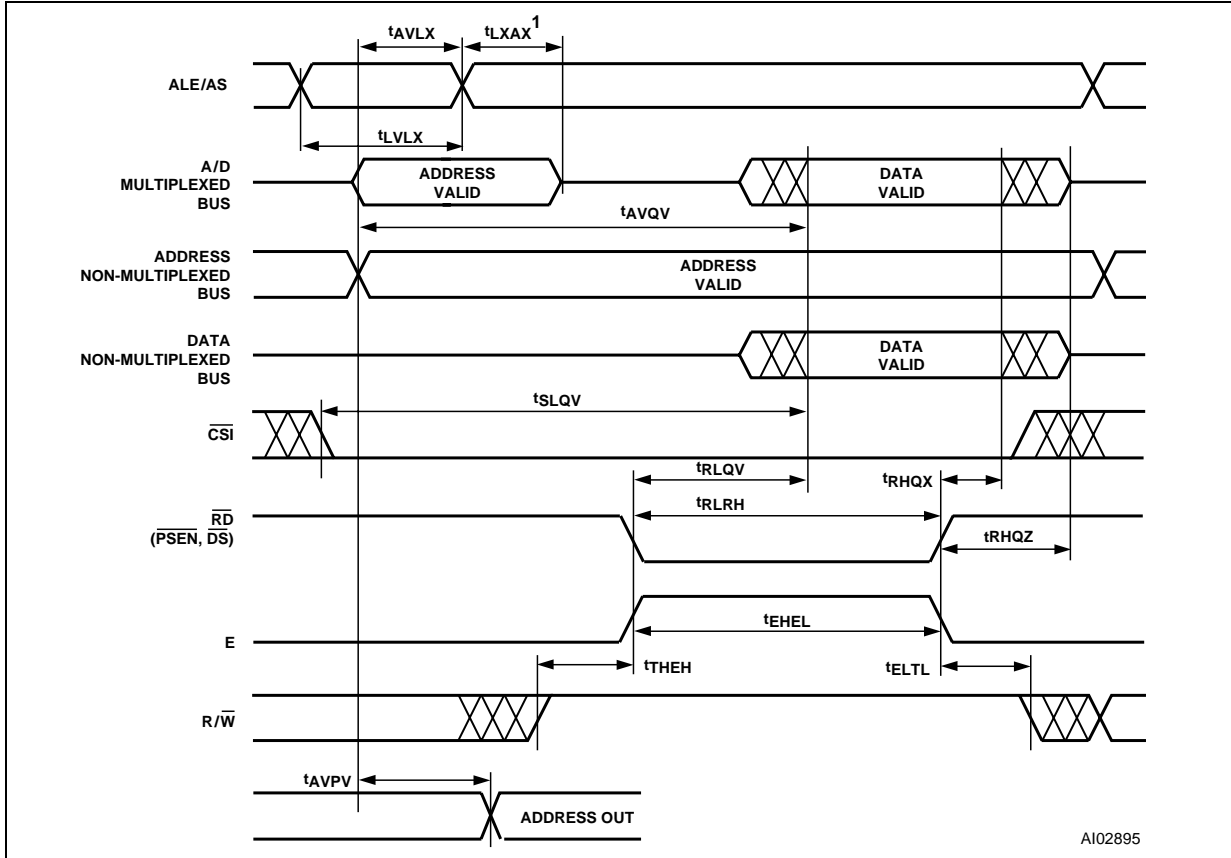 tAVLX tLXAX 1
ALE/AS
tLVLX
A/D
MULTIPLEXED
BUS
ADDRESS
VALID
DATA
VALID
tAVQV
ADDRESS
NON-MULTIPLEXED
BUS
ADDRESS
VALID
DATA
NON-MULTIPLEXED
BUS
DATA
VALID
tSLQV
CSI
tRLQV
tRHQX
tRLRH
RD
(PSEN, DS)
tRHQZ
tEHEL
E
tTHEH
tELTL
R/W
tAVPV
ADDRESS OUT
AI02895